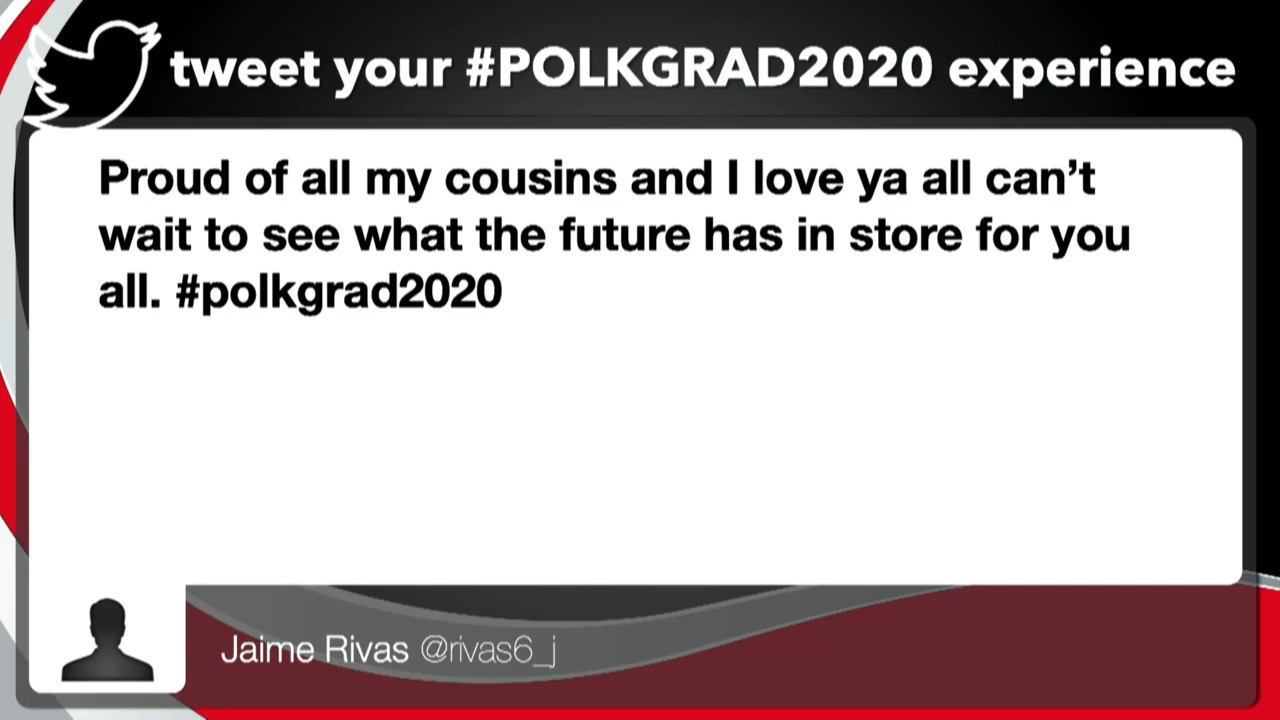 tweet your #POLKGRAD2020 experience
Proud of all my cousins and I love ya all can’t
wait to see what the future has in store for you
all. #polkgrad2020
Jaime Rivas @rivas6_j